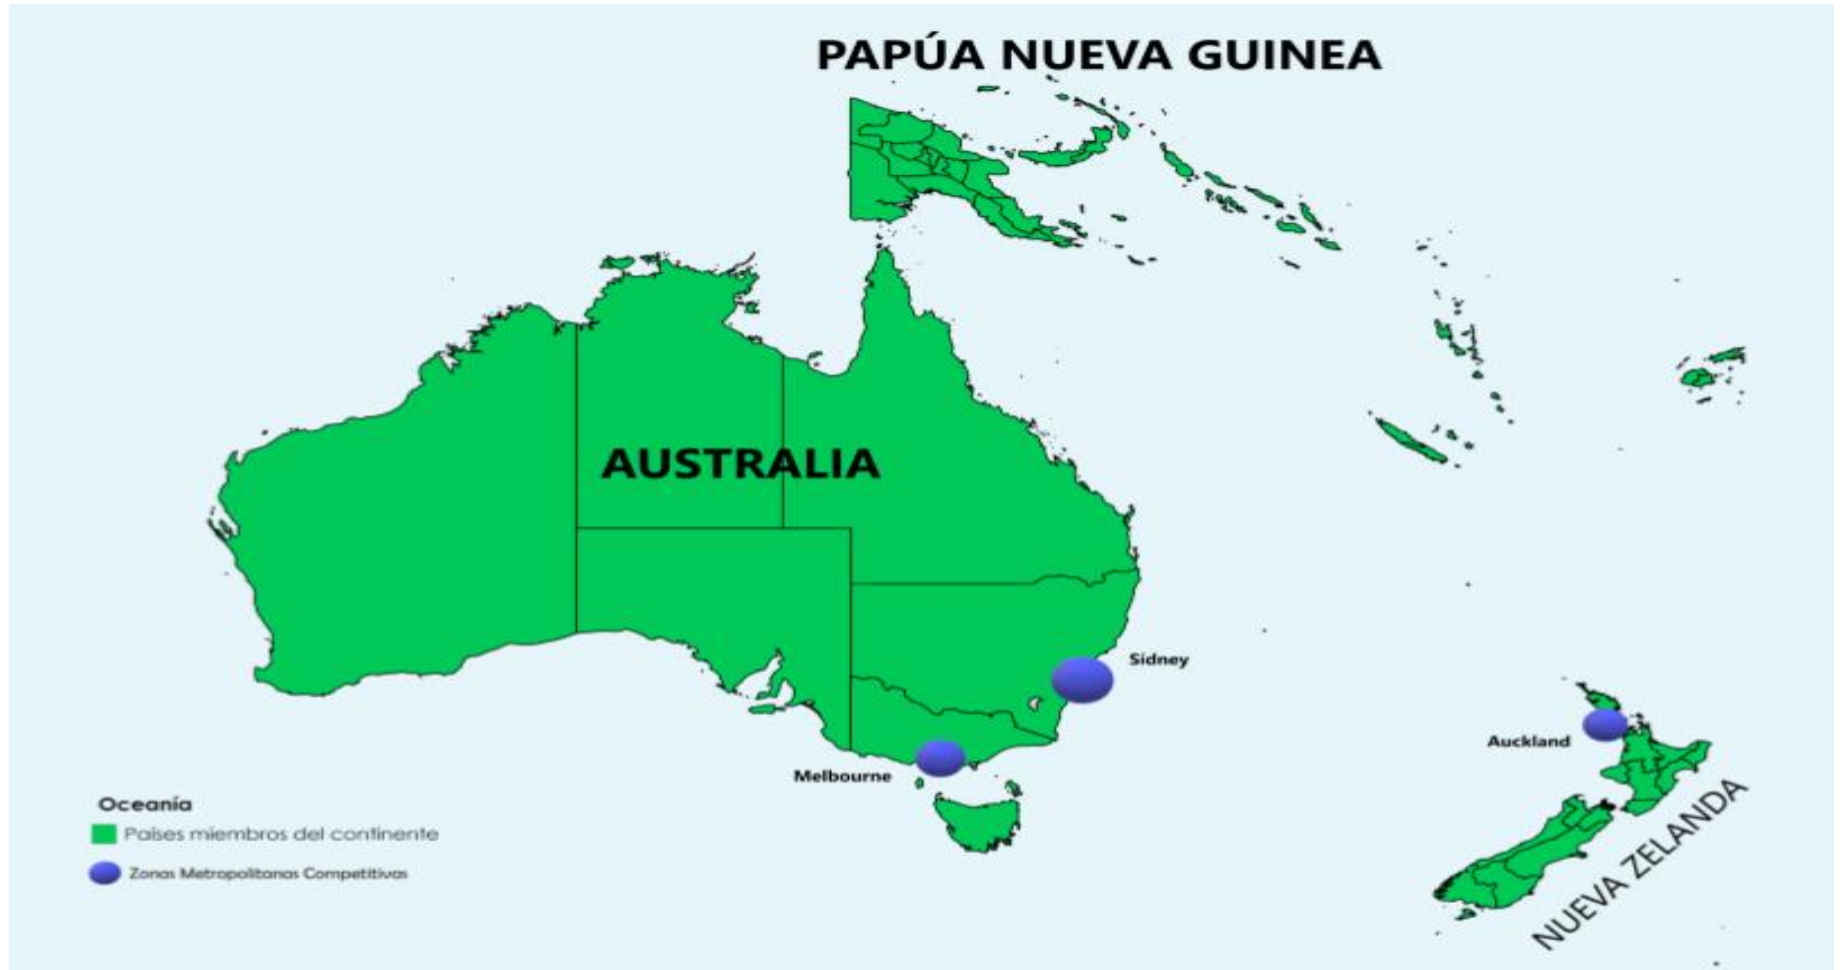 PAPÚA NUEVA GUINEA
AUSTRALIA
Sidney
Auckland
Melbourne
NUEVA ZELANDA
Oceanía
Países miembros del continente
Zonas Metropolitanas Competitivas